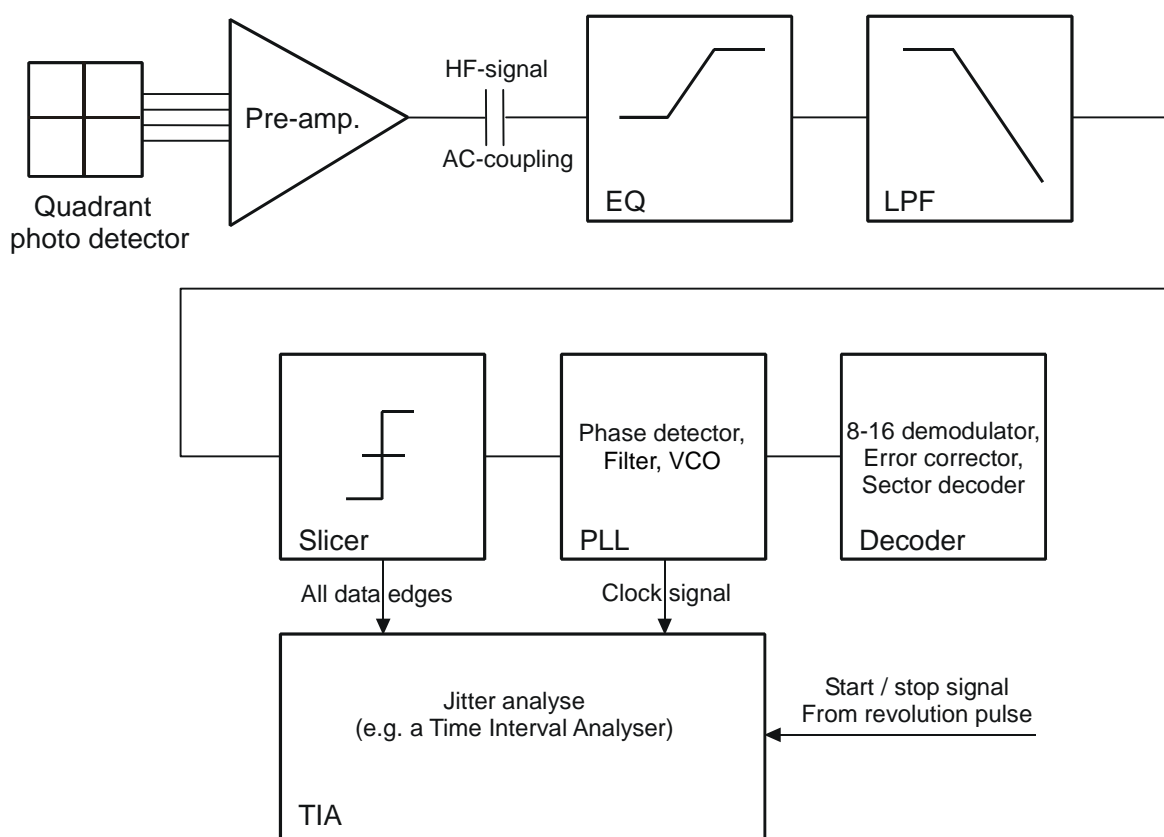 Quadrant
photo detector
Pre-amp.
HF-signal
AC-coupling
EQ
LPF
Slicer
Phase detector,
Filter, VCO
PLL
8-16 demodulator,
Error corrector,
Sector decoder
Decoder
All data edges
Clock signal
Jitter analyse
(e.g. a Time Interval Analyser)
TIA
Start / stop signal
From revolution pulse